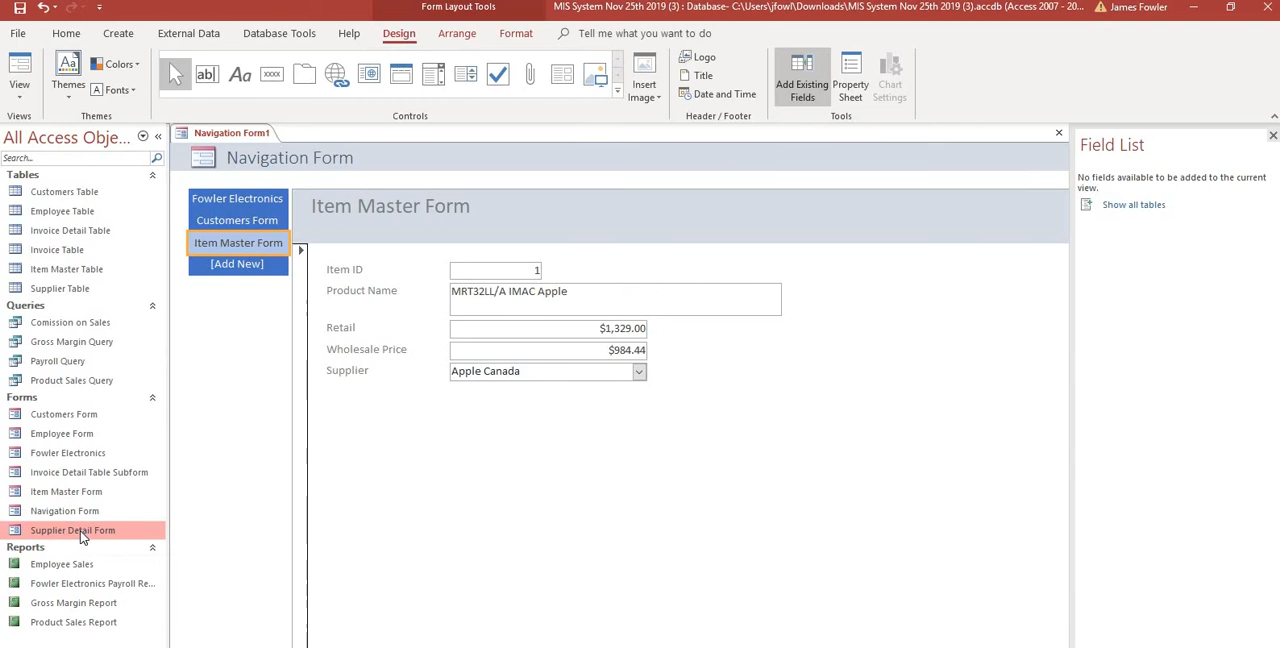 Form Layout Tools
MIS System Nov 25th 2019 (3) : Database- C:\Users\jfowl\Downloads\MIS System Nov 25th 2019 (3).accdb (Access 2007 - 20...
James Fowler
File
Home
Create
External Data
Database Tools
Help
Design
Arrange
Format
Tell me what you want to do
View
Themes
Colors
Fonts
Insert
Image
Logo
Title
Date and Time
Add Existing
Fields
Property
Sheet
Chart
Settings
Views
Themes
Controls
Header / Footer
Tools
All Access Obje...
Search...
Tables
Customers Table
Employee Table
Invoice Detail Table
Invoice Table
Item Master Table
Supplier Table
Queries
Comission on Sales
Gross Margin Query
Payroll Query
Product Sales Query
Forms
Customers Form
Employee Form
Fowler Electronics
Invoice Detail Table Subform
Item Master Form
Navigation Form
Supplier Detail Form
Reports
Employee Sales
Fowler Electronics Payroll Re...
Gross Margin Report
Product Sales Report
Navigation Form1
Navigation Form
Fowler Electronics
Customers Form
Item Master Form
[Add New]
Item Master Form
Item ID 1
Product Name MRT32LL/A IMAC Apple
Retail $1,329.00
Wholesale Price $984.44
Supplier Apple Canada
Field List
No fields available to be added to the current
view.
Show all tables